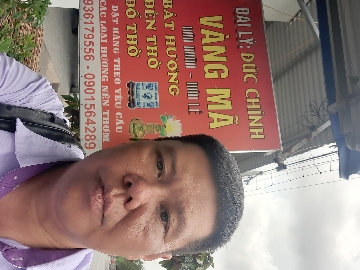 ĐẠI LÝ: ĐỨC CHINH
VÀNG MÃ
BÁT HƯƠNG
ĐÈN THỜ
ĐỒ THỜ
ĐẶT HÀNG THEO YÊU CẦU
CÁC LOẠI HƯƠNG NÉN THƠM
936179556 - 0901564289